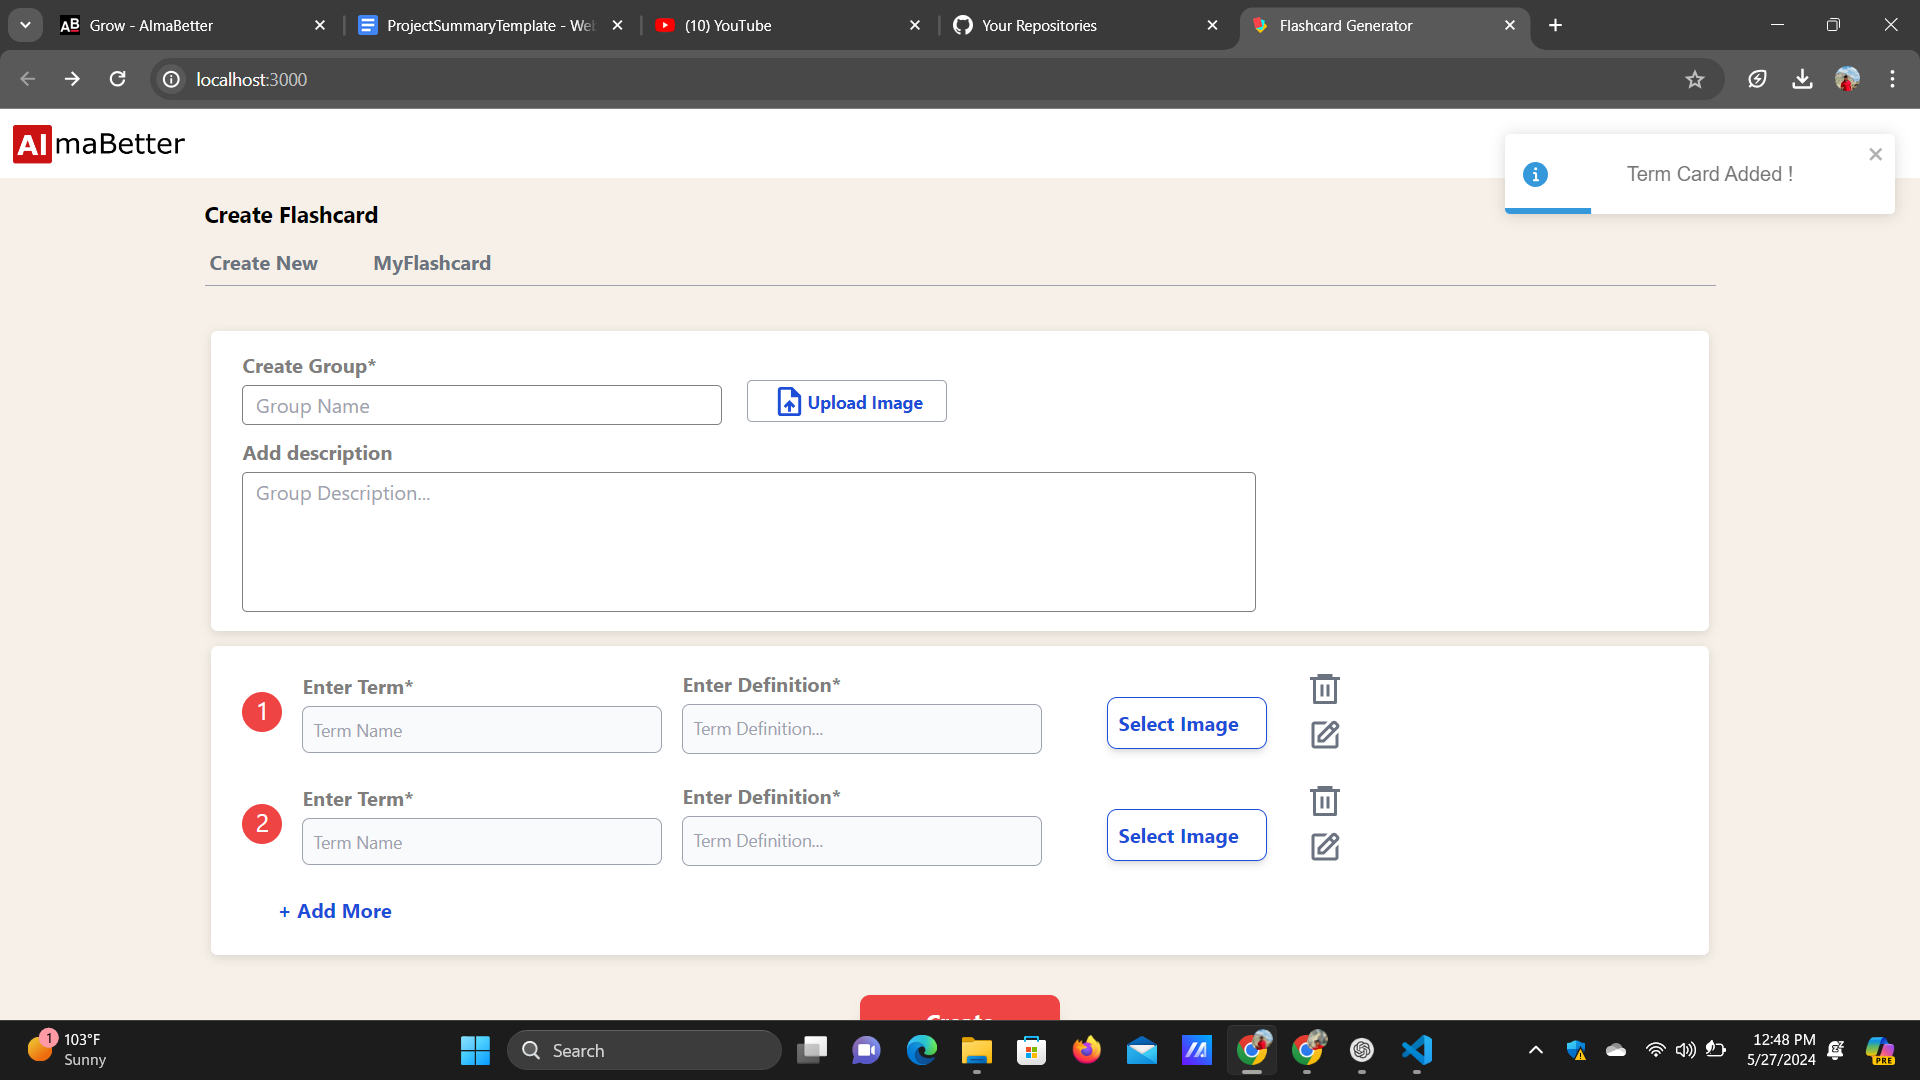 AB Grow - AlmaBetter
ProjectSummaryTemplate - Web
(10) YouTube
Your Repositories
Flashcard Generator
localhost:3000
AlmaBetter
Term Card Added !
Create Flashcard
Create New
MyFlashcard
Create Group*
Group Name
Upload Image
Add description
Group Description...
1
Enter Term*
Term Name
Enter Definition*
Term Definition...
Select Image
2
Enter Term*
Term Name
Enter Definition*
Term Definition...
Select Image
+ Add More
Create
1
103°F
Sunny
Search
12:48 PM
5/27/2024
PRE